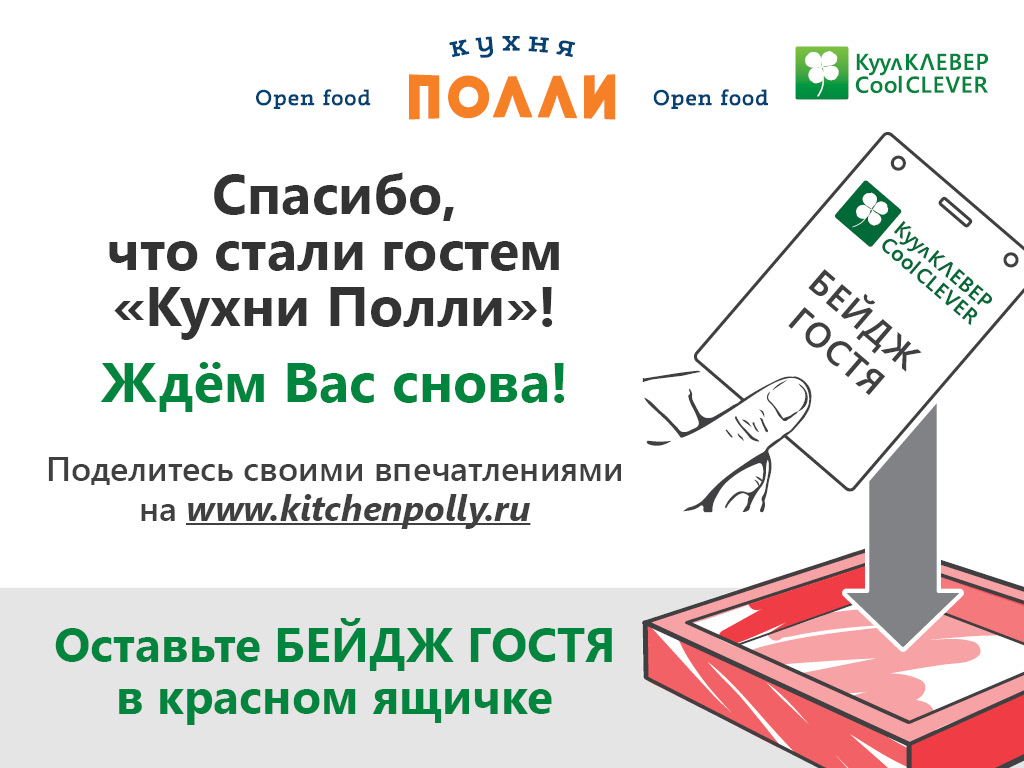 кухня
ПОЛЛИ
Open food
Open food
КуулКЛЕВЕР
CoolCLEVER
Спасибо,
что стали гостем
«Кухни Полли»!
Ждём Вас снова!
Поделитесь своими впечатлениями
на www.kitchenpolly.ru
КуулКЛЕВЕР
CoolCLEVER
БЕЙДЖ
ГОСТЯ
Оставьте БЕЙДЖ ГОСТЯ
в красном ящичке